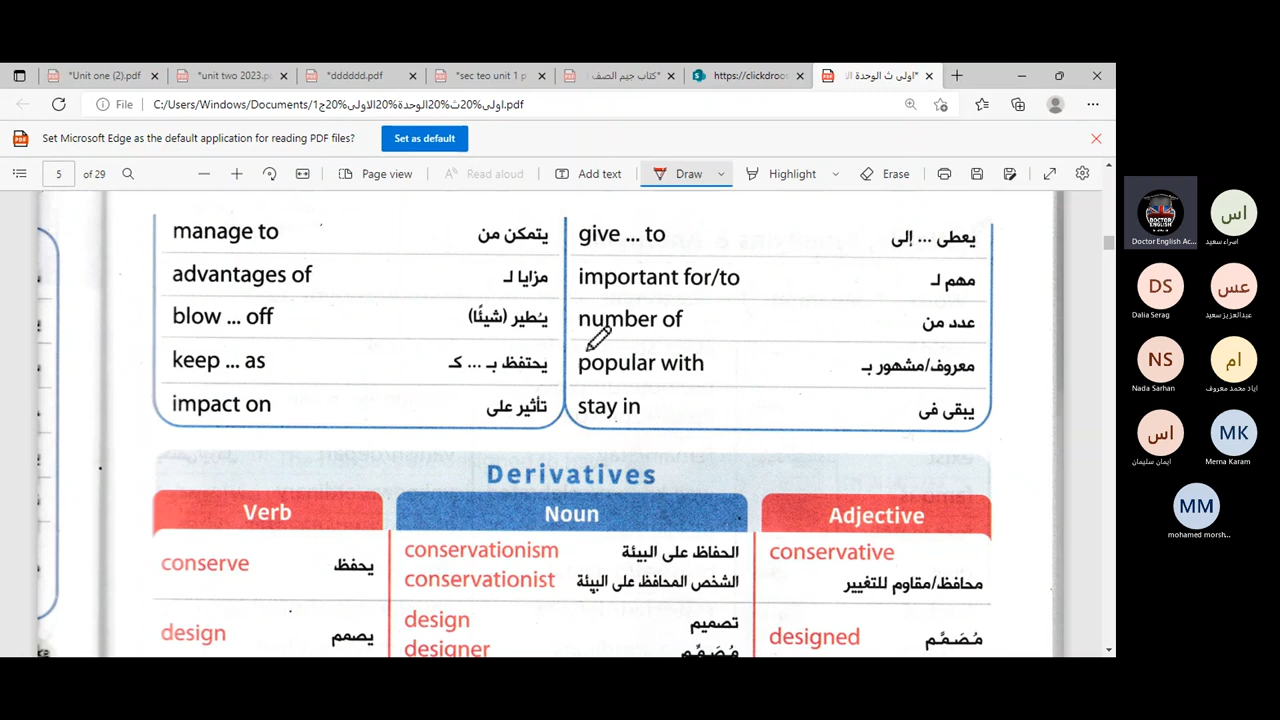 *Unit one (2).pdf
*unit two 2023.p
*dddddd.pdf
*sec teo unit 1 p
*كتاب جيم الصف
https://clickdroo
*اولى ث الوحدة الا
File
C:/Users/Windows/Documents/اولى%20ث%20الوحدة%20الاولى%20ج1.pdf
Set Microsoft Edge as the default application for reading PDF files?
Set as default
5 of 29
Page view
Read aloud
Add text
Draw
Highlight
Erase
manage to يتمكن من give ... to يعطى ... إلى
advantages of مزايا لـ important for/to مهم لـ
blow ... off يُطير (شيئًا) number of عدد من
keep ... as يحتفظ بـ ... كـ popular with معروف/مشهور بـ
impact on تأثير على stay in يبقى فى
Derivatives
Verb Noun Adjective
conserve يحفظ
conservationism الحفاظ على البيئة
conservationist الشخص المحافظ على البيئة
conservative
محافظ/مقاوم للتغيير
design يصمم
design تصميم
designer مُصَمِّم
designed مُصَمَّم
DOCTOR ENGLISH
Doctor English Ac...
اس
اسراء سعيد
DS
Dalia Serag
عس
عبدالعزيز سعيد
NS
Nada Sarhan
ام
اياد محمد معروف
اس
ايمان سليمان
MK
Merna Karam
MM
mohamed morsh...